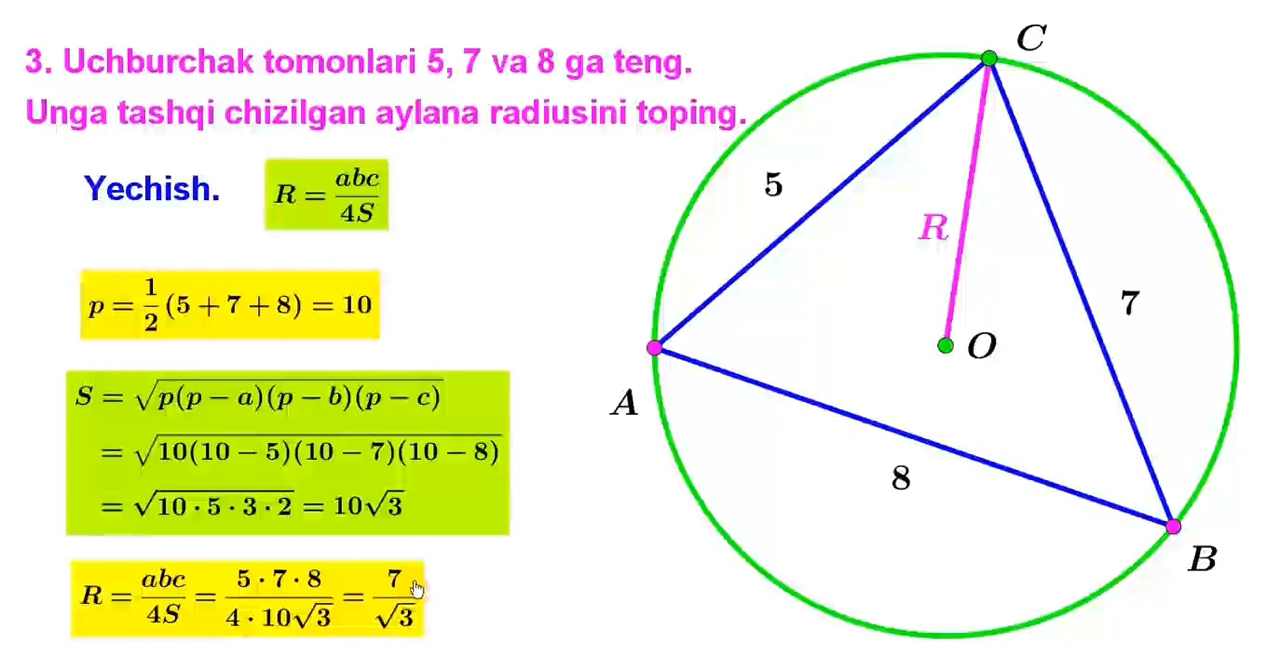 3. Uchburchak tomonlari 5, 7 va 8 ga teng.
Unga tashqi chizilgan aylana radiusini toping.
Yechish.
R = abc/4S
p = 1/2 (5 + 7 + 8) = 10
S = √(p(p − a)(p − b)(p − c))
= √(10(10 − 5)(10 − 7)(10 − 8))
= √(10 · 5 · 3 · 2) = 10√3
R = abc/4S = 5 · 7 · 8/4 · 10√3 = 7/√3
C
5
R
7
O
A
8
B